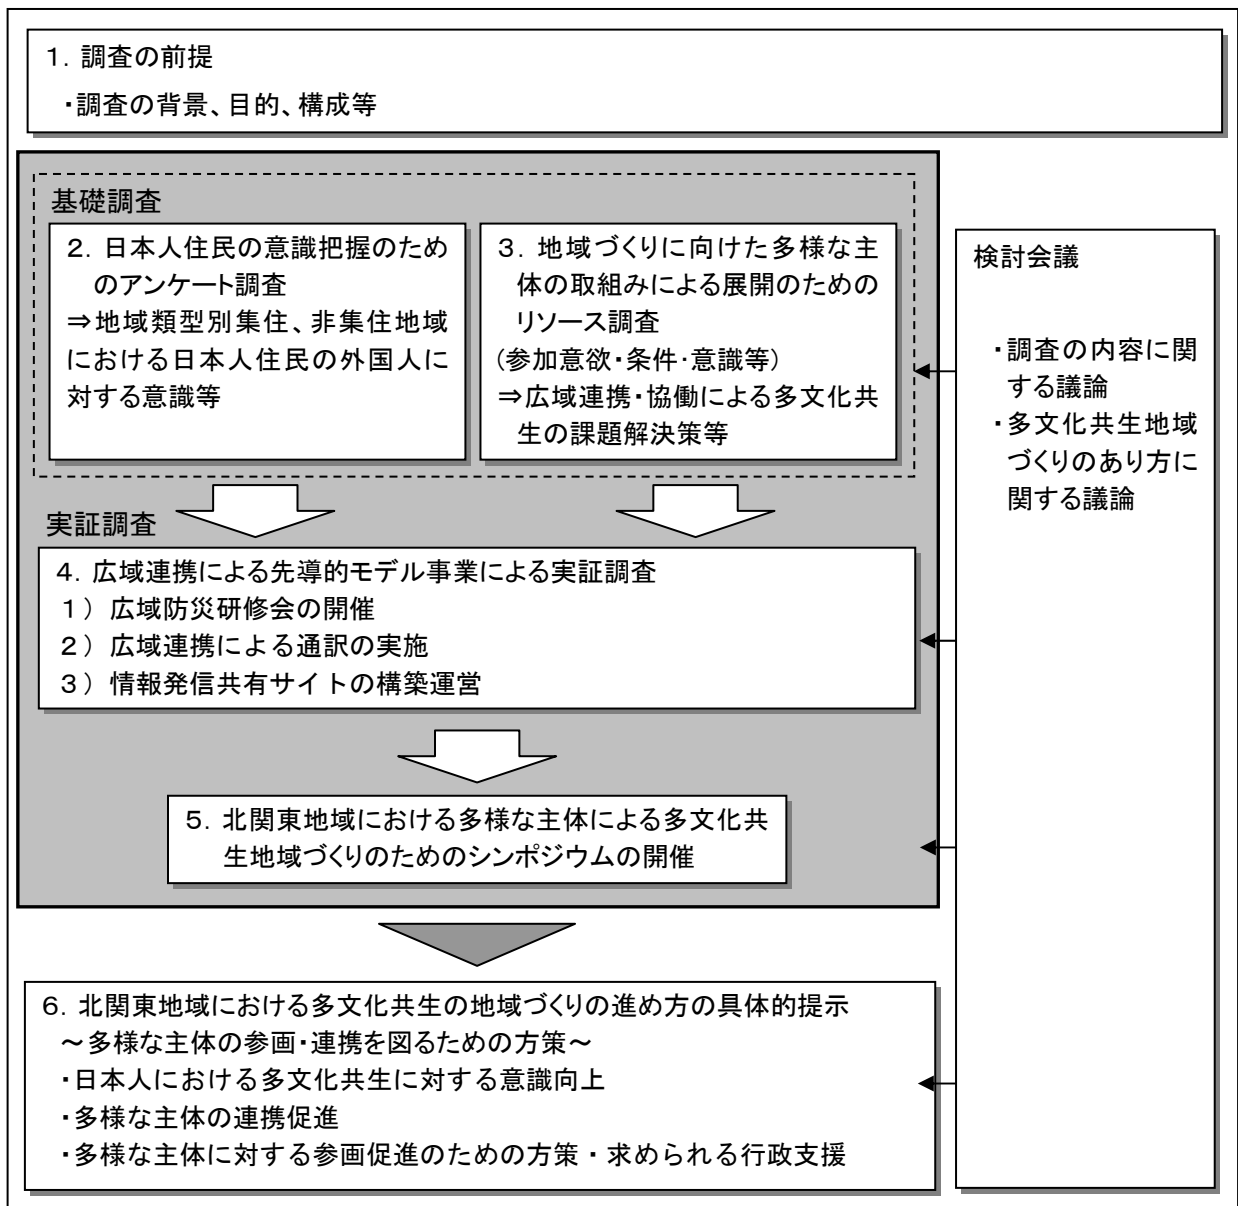 １．調査の前提
・調査の背景、目的、構成等
基礎調査
２．日本人住民の意識把握のため
のアンケート調査
⇒地域類型別集住、非集住地域
における日本人住民の外国人に
対する意識等
３．地域づくりに向けた多様な主
体の取組みによる展開のための
リソース調査
(参加意欲・条件・意識等)
⇒広域連携・協働による多文化共
生の課題解決策等
実証調査
４．広域連携による先導的モデル事業による実証調査
１）広域防災研修会の開催
２）広域連携による通訳の実施
３）情報発信共有サイトの構築運営
５．北関東地域における多様な主体による多文化共
生地域づくりのためのシンポジウムの開催
検討会議
・調査の内容に関
する議論
・多文化共生地域
づくりのあり方に
関する議論
６．北関東地域における多文化共生の地域づくりの進め方の具体的提示
～多様な主体の参画・連携を図るための方策～
・日本人における多文化共生に対する意識向上
・多様な主体の連携促進
・多様な主体に対する参画促進のための方策・求められる行政支援